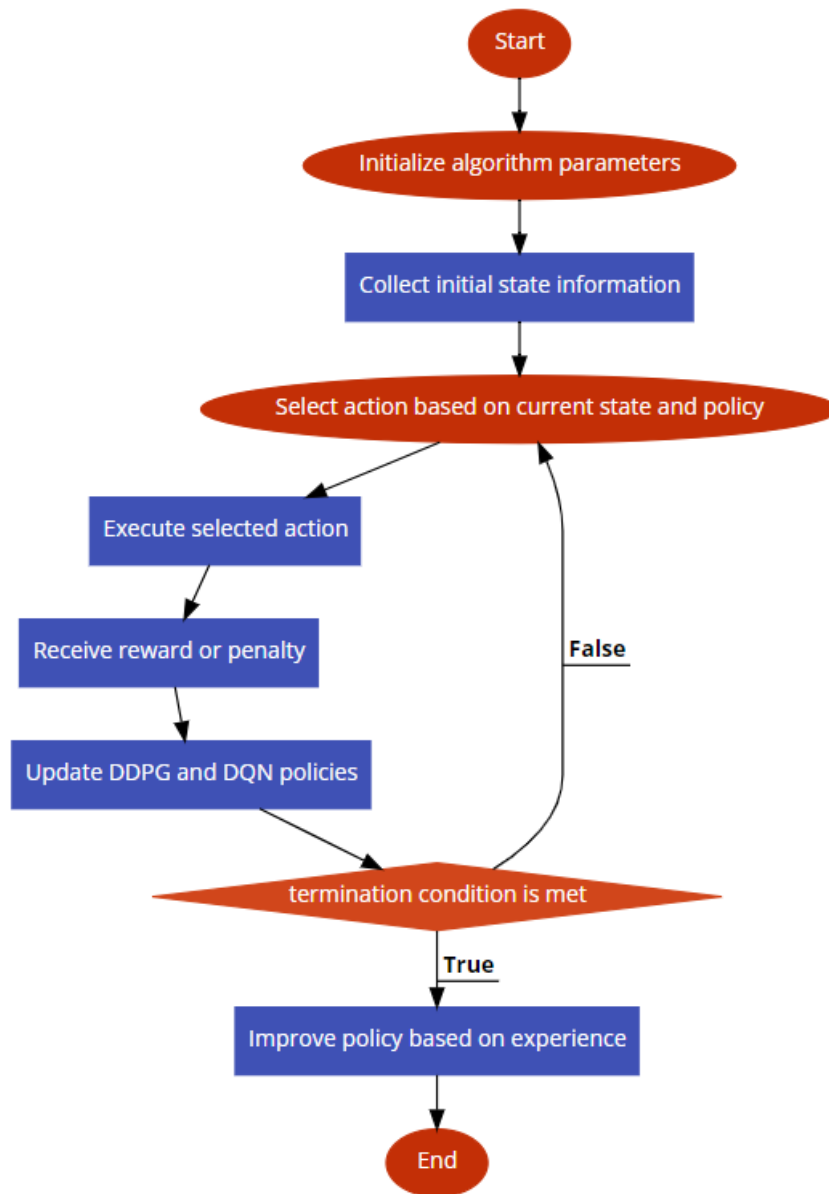 Start
Initialize algorithm parameters
Collect initial state information
Select action based on current state and policy
Execute selected action
Receive reward or penalty
False
Update DDPG and DQN policies
termination condition is met
True
Improve policy based on experience
End